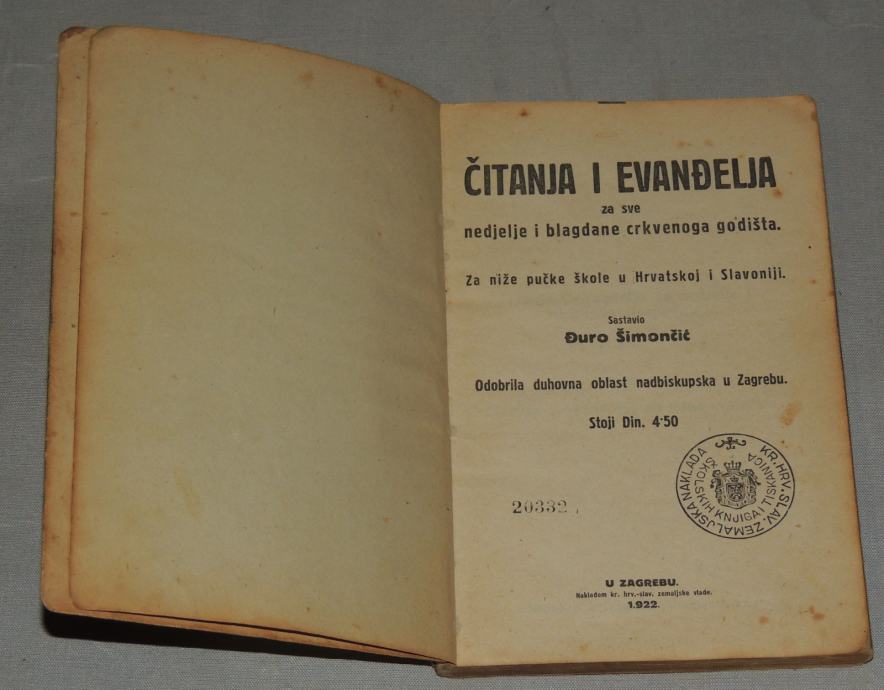 ČITANJA I EVANĐELJA
za sve
nedjelje i blagdane crkvenoga godišta.
Za niže pučke škole u Hrvatskoj i Slavoniji.
Sastavio
Đuro Šimončić
Odobrila duhovna oblast nadbiskupska u Zagrebu.
Stoji Din. 4·50
KR. HRV. SLAV. ZEMALJSKA NAKLADA
ŠKOLSKIH KNJIGA I TISKANICA
20332
U ZAGREBU.
Nakladom kr. hrv.-slav. zemaljske vlade.
1.922.